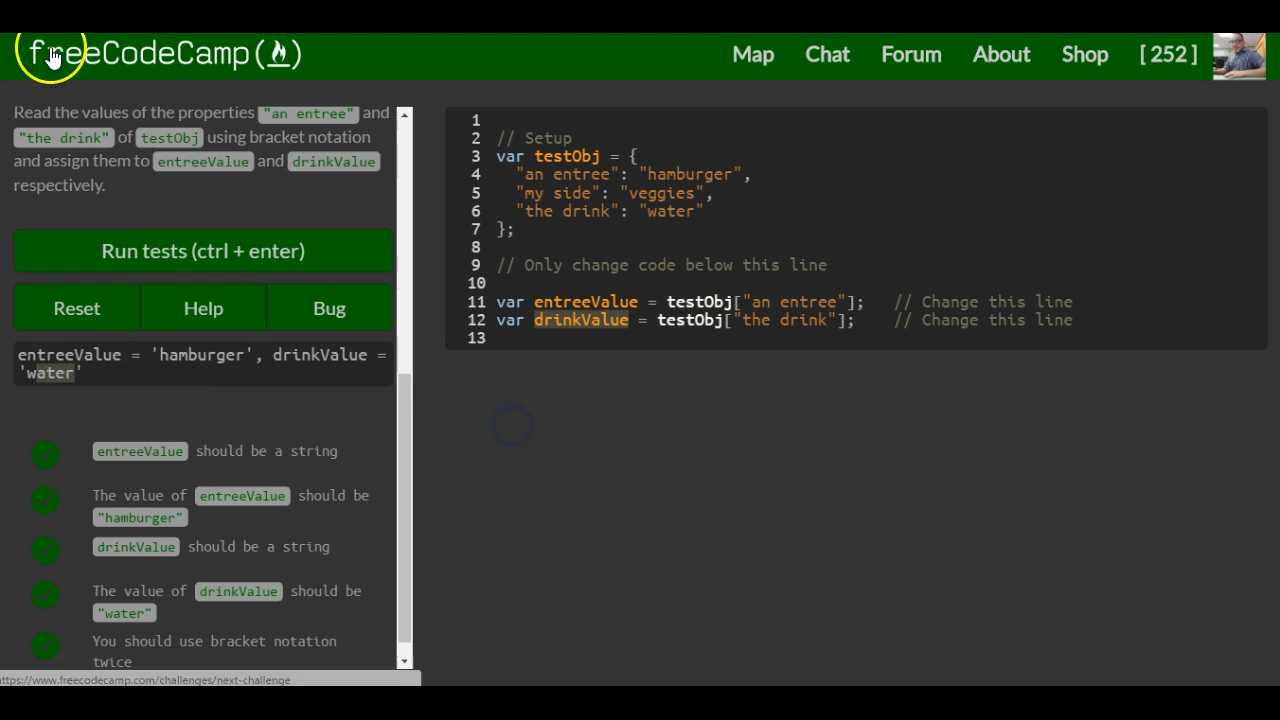 freeCodeCamp(🔥)
Map
Chat
Forum
About
Shop
[ 252 ]
Read the values of the properties "an entree" and
"the drink" of testObj using bracket notation
and assign them to entreeValue and drinkValue
respectively.
Run tests (ctrl + enter)
Reset
Help
Bug
entreeValue = 'hamburger', drinkValue =
'water'
entreeValue should be a string
The value of entreeValue should be
"hamburger"
drinkValue should be a string
The value of drinkValue should be
"water"
You should use bracket notation
twice
https://www.freecodecamp.com/challenges/next-challenge
1
2 // Setup
3 var testObj = {
4 "an entree": "hamburger",
5 "my side": "veggies",
6 "the drink": "water"
7 };
8
9 // Only change code below this line
10
11 var entreeValue = testObj["an entree"]; // Change this line
12 var drinkValue = testObj["the drink"]; // Change this line
13